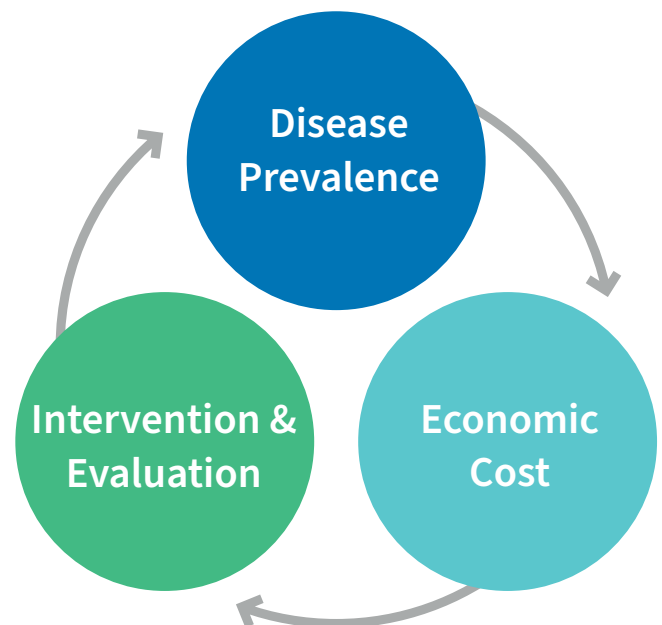 Disease
Prevalence
Intervention &
Evaluation
Economic
Cost